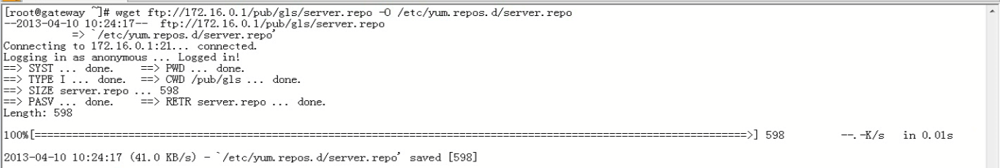 [root@gateway ~]# wget ftp://172.16.0.1/pub/gls/server.repo -O /etc/yum.repos.d/server.repo
--2013-04-10 10:24:17--  ftp://172.16.0.1/pub/gls/server.repo
           => `/etc/yum.repos.d/server.repo'
Connecting to 172.16.0.1:21... connected.
Logging in as anonymous ... Logged in!
==> SYST ... done.    ==> PWD ... done.
==> TYPE I ... done.  ==> CWD /pub/gls ... done.
==> SIZE server.repo ... 598
==> PASV ... done.    ==> RETR server.repo ... done.
Length: 598
100%[=====================================================================================================================>] 598         --.-K/s   in 0.01s
2013-04-10 10:24:17 (41.0 KB/s) - `/etc/yum.repos.d/server.repo' saved [598]